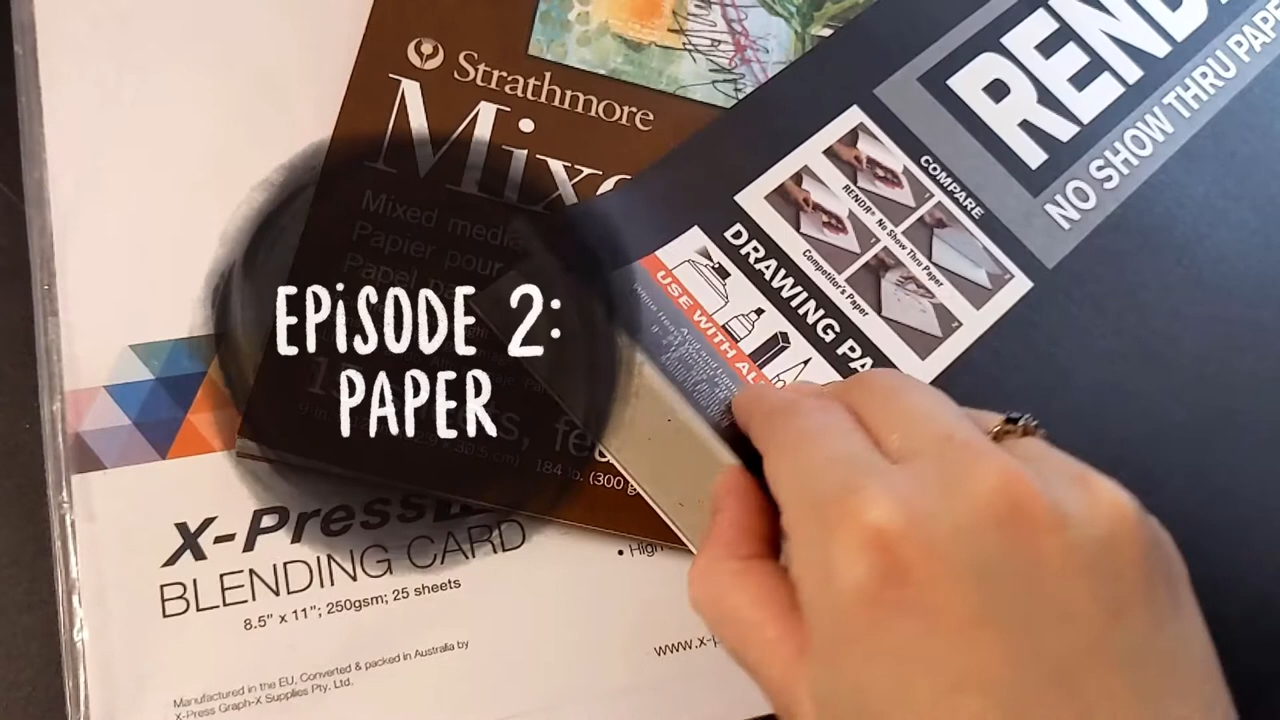 EPiSODE 2:
PAPER
Strathmore
Mixe
Mixed media
Papier pour
Papel
184 lb. (300 g
X-Press
BLENDING CARD
8.5" x 11"; 250gsm; 25 sheets
Manufactured in the EU, Converted & packed in Australia by
X-Press Graph-X Supplies Pty. Ltd.
• High
www.x-p
REND
NO SHOW THRU PAPE
COMPARE
RENDR® No Show Thru Paper
Competitor's Paper
DRAWING PA
USE WITH AL